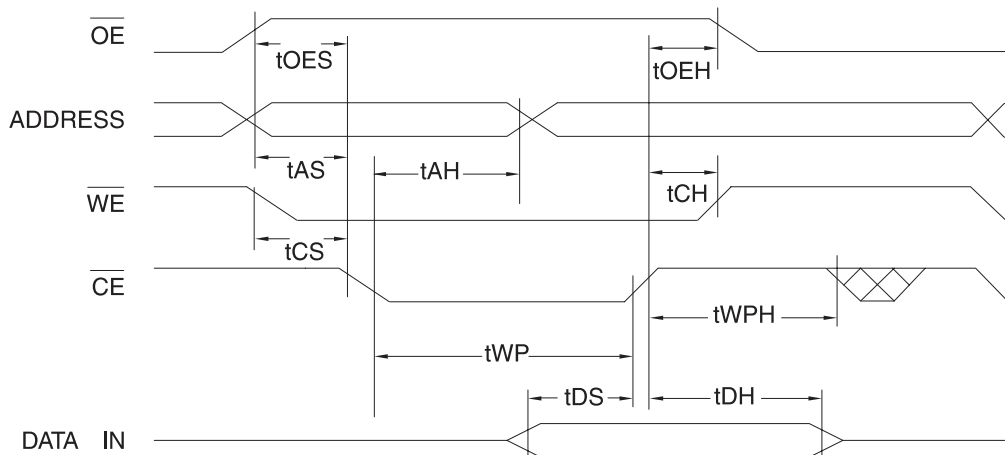 OE
tOES
tOEH
ADDRESS
tAS
tAH
tCH
WE
tCS
CE
tWPH
tWP
tDS
tDH
DATA IN